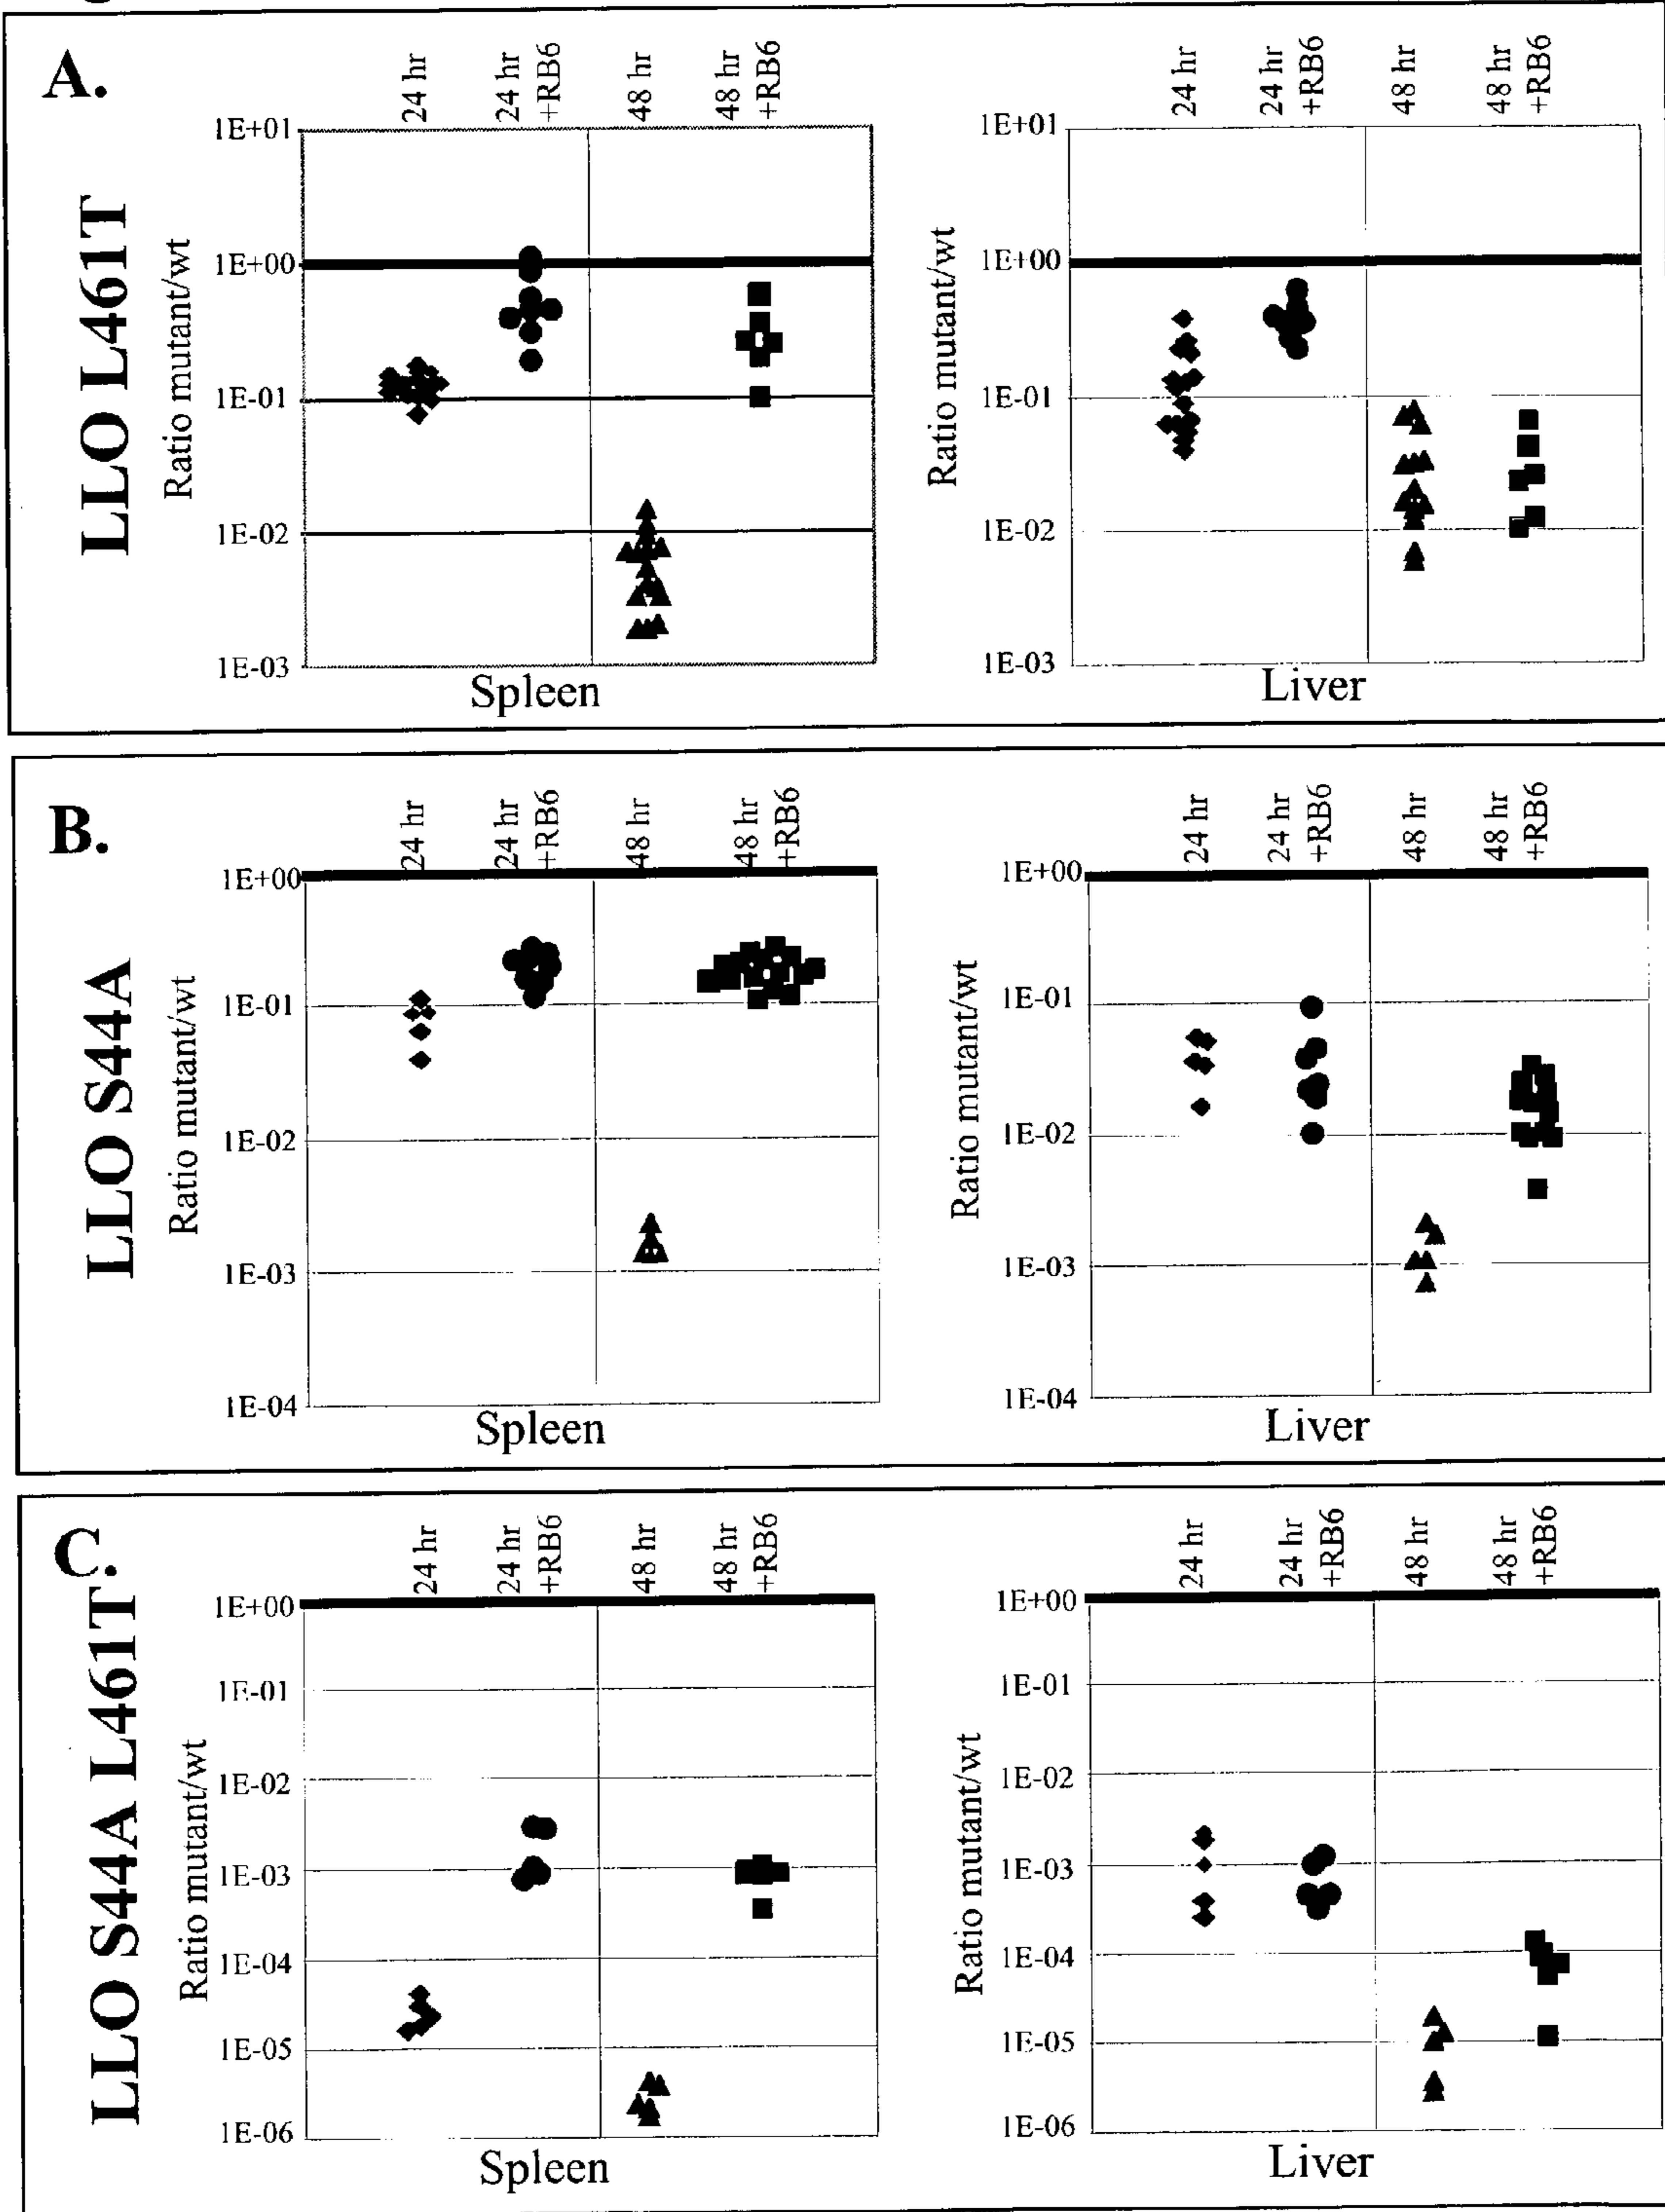 A.
LLO L461T
24 hr
24 hr
+RB6
48 hr
48 hr
+RB6
Ratio mutant/wt
1E+01
1E+00
1E-01
1E-02
1E-03
Spleen
24 hr
24 hr
+RB6
48 hr
48 hr
+RB6
Ratio mutant/wt
1E+01
1E+00
1E-01
1E-02
1E-03
Liver
B.
LLO S44A
24 hr
24 hr
+RB6
48 hr
48 hr
+RB6
Ratio mutant/wt
1E+00
1E-01
1E-02
1E-03
1E-04
Spleen
24 hr
24 hr
+RB6
48 hr
48 hr
+RB6
Ratio mutant/wt
1E+00
1E-01
1E-02
1E-03
1E-04
Liver
C.
LLO S44A L461T
24 hr
24 hr
+RB6
48 hr
48 hr
+RB6
Ratio mutant/wt
1E+00
1E-01
1E-02
1E-03
1E-04
1E-05
1E-06
Spleen
24 hr
24 hr
+RB6
48 hr
48 hr
+RB6
Ratio mutant/wt
1E+00
1E-01
1E-02
1E-03
1E-04
1E-05
1E-06
Liver